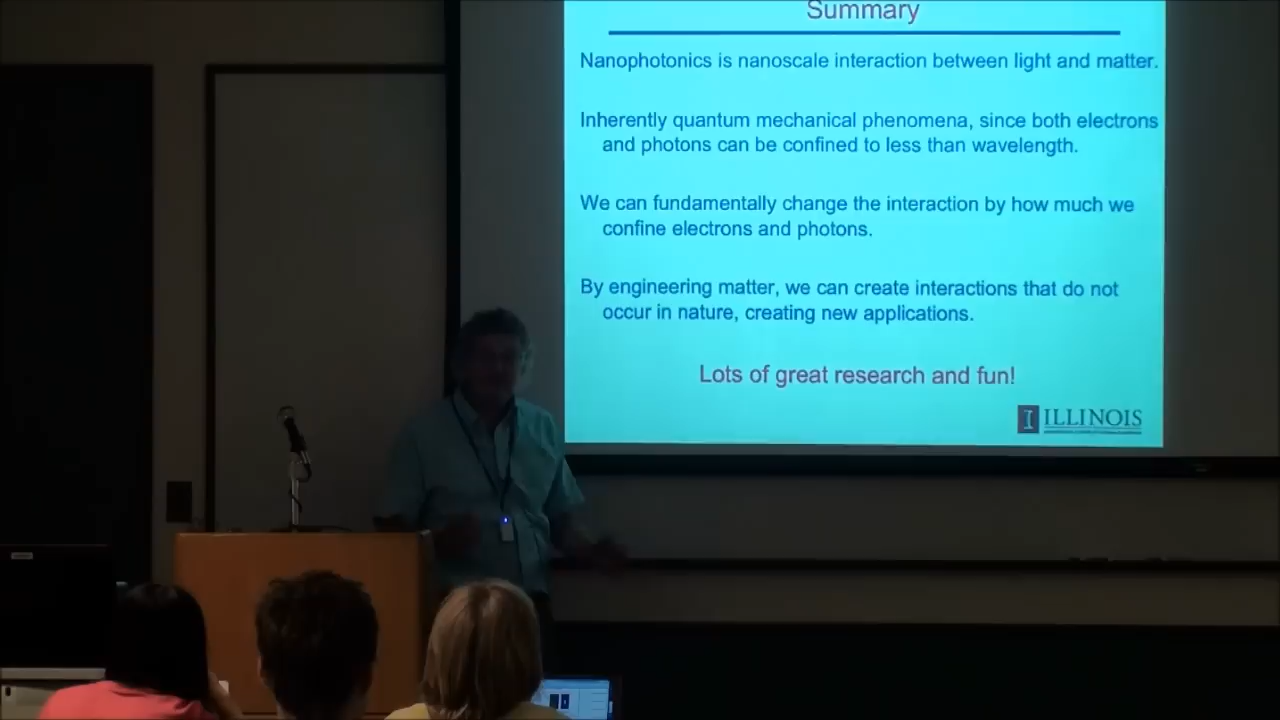 Summary
Nanophotonics is nanoscale interaction between light and matter.
Inherently quantum mechanical phenomena, since both electrons
and photons can be confined to less than wavelength.
We can fundamentally change the interaction by how much we
confine electrons and photons.
By engineering matter, we can create interactions that do not
occur in nature, creating new applications.
Lots of great research and fun!
I ILLINOIS